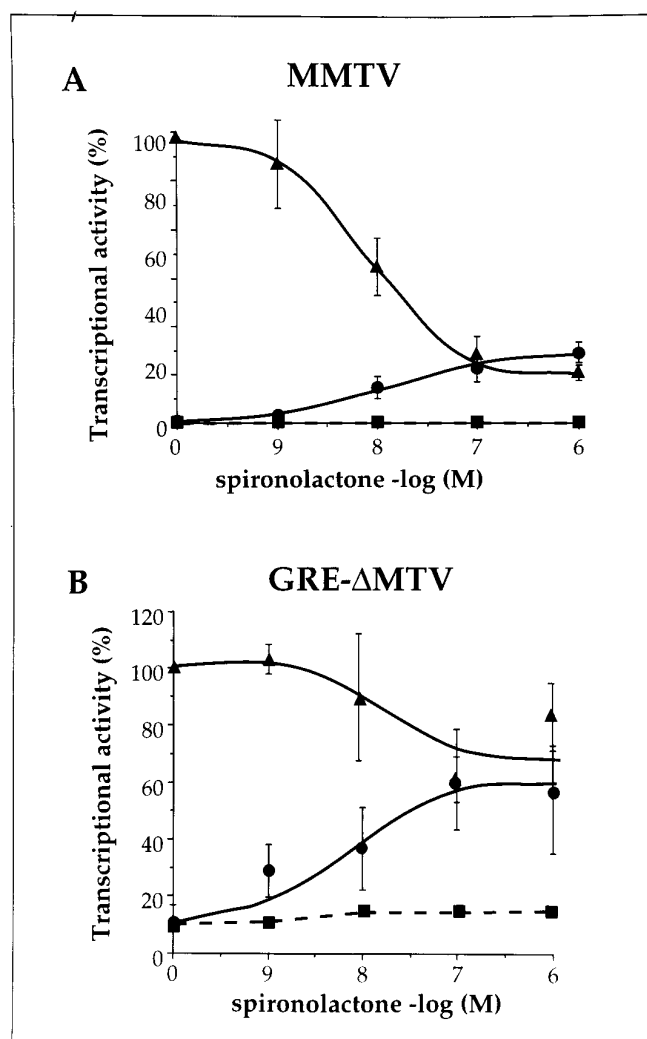 A
MMTV
Transcriptional activity (%)
100
80
60
40
20
0
0 9 8 7 6
spironolactone -log (M)
B
GRE-ΔMTV
Transcriptional activity (%)
120
100
80
60
40
20
0
0 9 8 7 6
spironolactone -log (M)